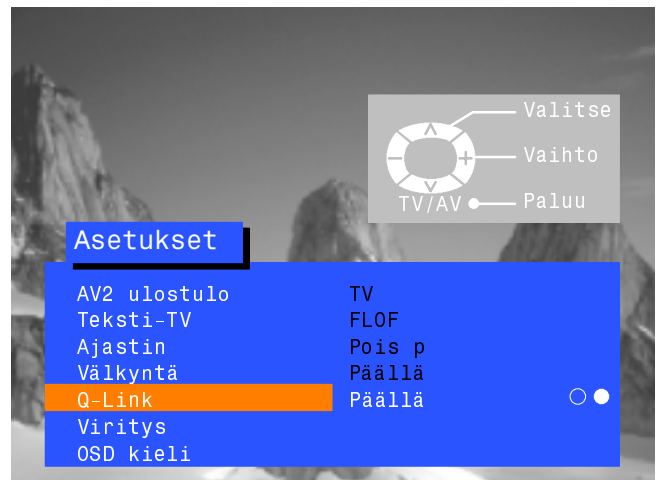 Valitse
Vaihto
TV/AV Paluu
Asetukset
AV2 ulostulo TV
Teksti-TV FLOF
Ajastin Pois p
Välkyntä Päällä
Q-Link Päällä
Viritys
OSD kieli